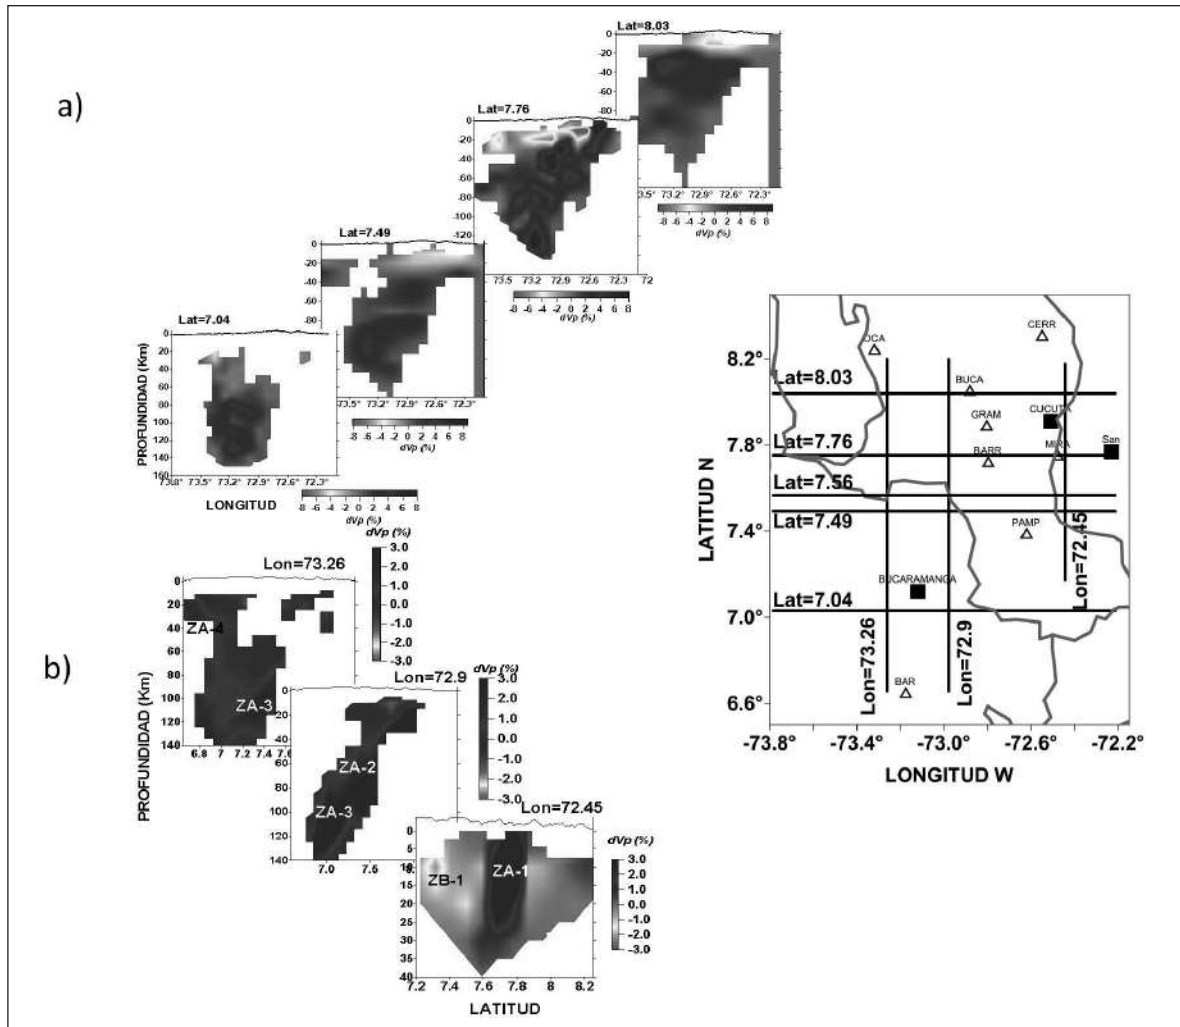 a)
Lat=8.03
0
-20
-40
-60
-80
73.2° 72.9° 72.6° 72.3°
-8 -6 -4 -2 0 2 4 6 8
dVp (%)
Lat=7.76
0
-20
-40
-60
-80
-100
-120
73.5° 73.2° 72.9° 72.6° 72.3° 72
-8 -6 -4 -2 0 2 4 6 8
dVp (%)
Lat=7.49
0
-20
-40
-60
-80
-100
73.5° 73.2° 72.9° 72.6° 72.3°
-8 -6 -4 -2 0 2 4 6 8
dVp (%)
Lat=7.04
PROFUNDIDAD (Km)
0
20
40
60
80
100
120
140
160
73.8° 73.5° 73.2° 72.9° 72.6° 72.3°
LONGITUD
-8 -6 -4 -2 0 2 4 6 8
dVp (%)
b)
Lon=73.26
PROFUNDIDAD (Km)
0
20
40
60
80
100
120
140
ZA-4
ZA-3
6.8 7 7.2 7.4
dVp (%)
3.0
2.0
1.0
0.0
-1.0
-2.0
-3.0
Lon=72.9
0
20
40
60
80
100
120
140
ZA-2
ZA-3
7.0 7.6
dVp (%)
3.0
2.0
1.0
0.0
-1.0
-2.0
-3.0
Lon=72.45
0
5
10
15
20
25
30
35
40
ZB-1
ZA-1
7.2 7.4 7.6 7.8 8 8.2
LATITUD
dVp (%)
3.0
2.0
1.0
0.0
-1.0
-2.0
-3.0
LATITUD N
8.2°
7.8°
7.4°
7.0°
6.6°
OCA
CERR
Lat=8.03
BUCA
GRAM
CUCUTA
Lat=7.76
BARR
MIRA
San
Lat=7.56
Lat=7.49
PAMP
BUCARAMANGA
Lat=7.04
Lon=73.26
Lon=72.9
Lon=72.45
BAR
-73.8° -73.4° -73.0° -72.6° -72.2°
LONGITUD W